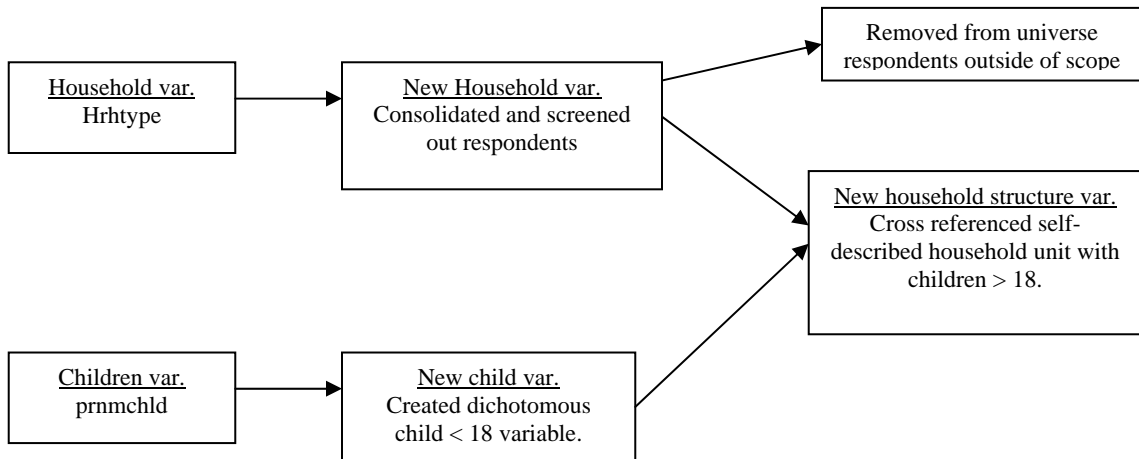 Household var.
Hrhtype
New Household var.
Consolidated and screened
out respondents
Removed from universe
respondents outside of scope
New household structure var.
Cross referenced self-
described household unit with
children > 18.
Children var.
prnmchld
New child var.
Created dichotomous
child < 18 variable.